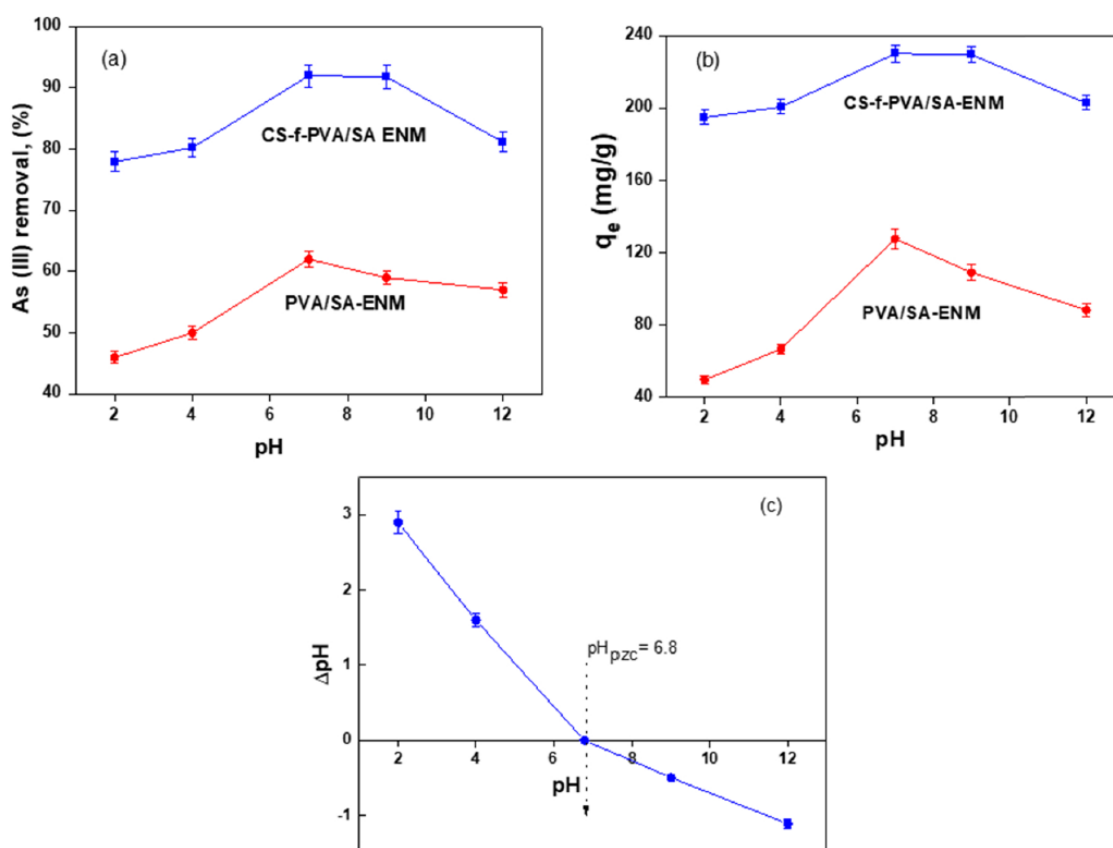 (a)
100
90
80
70
60
50
40
As (III) removal, (%)
CS-f-PVA/SA ENM
PVA/SA-ENM
2 4 6 8 10 12
pH
(b)
240
200
160
120
80
40
qe (mg/g)
CS-f-PVA/SA-ENM
PVA/SA-ENM
2 4 6 8 10 12
pH
(c)
3
2
1
0
-1
ΔpH
pHpzc= 6.8
2 4 6 8 10 12
pH